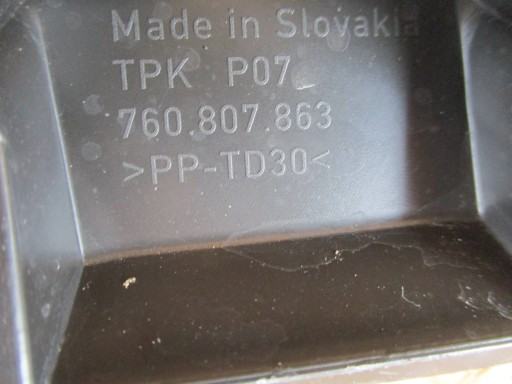 Made in Slovakia
TPK P07
760.807.863
>PP-TD30<